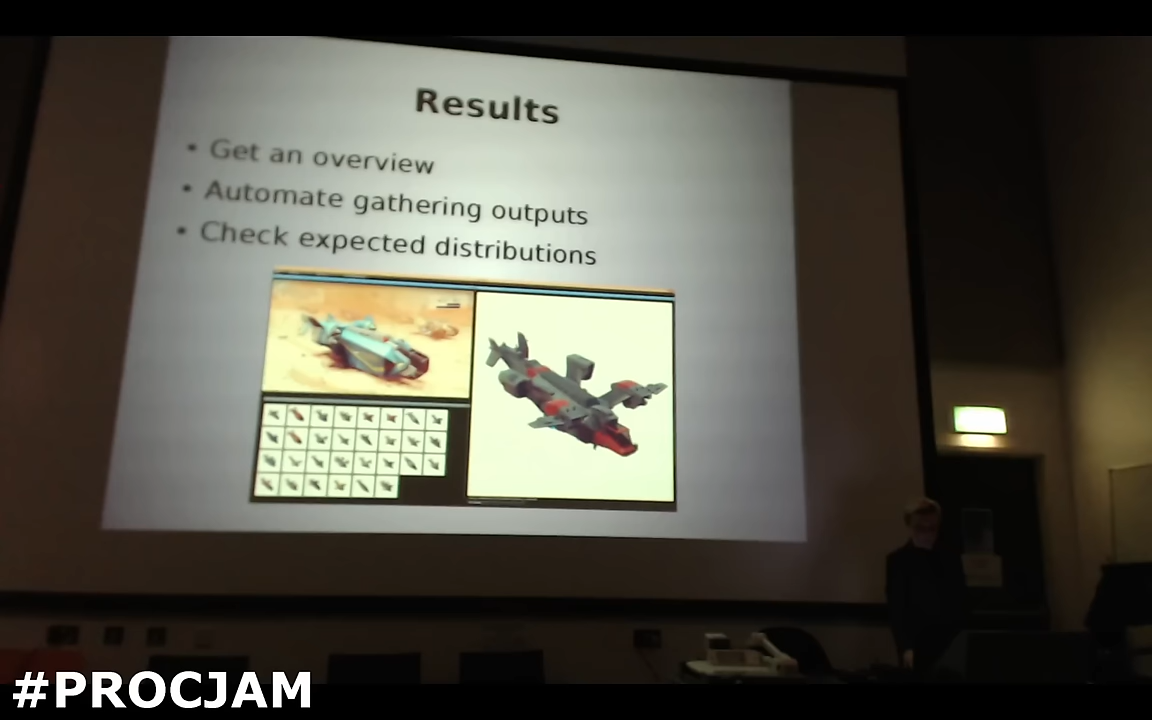 Results
• Get an overview
• Automate gathering outputs
• Check expected distributions
#PROCJAM